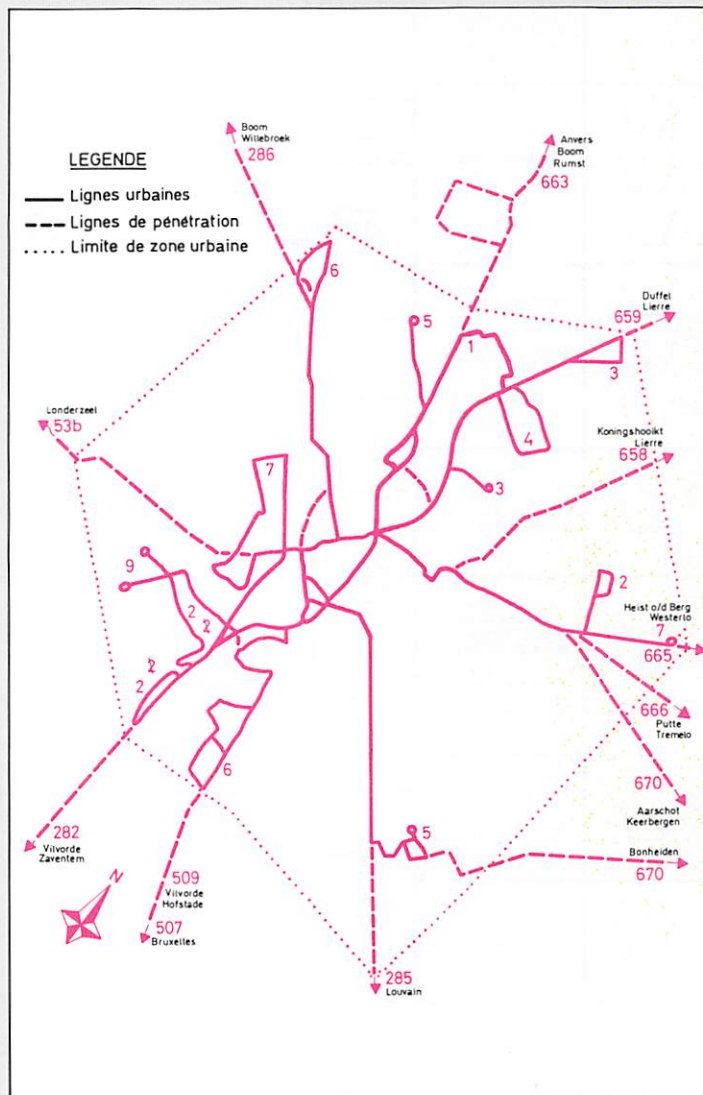 Boom
Willebroek
286
Anvers
Boom
Rumst
663
LEGENDE
Lignes urbaines
Lignes de pénétration
Limite de zone urbaine
6
5
1
659
Duffel
Lierre
3
4
Londerzeel
53b
Koningshooikt
Lierre
658
7
3
9
2
2
2
2
2
2
Heist o/d Berg
Westerlo
7
665
666
Putte
Tremelo
6
670
Aarschot
Keerbergen
282
Vilvorde
Zaventem
5
Bonheiden
670
N
509
Vilvorde
Hofstade
507
Bruxelles
285
Louvain